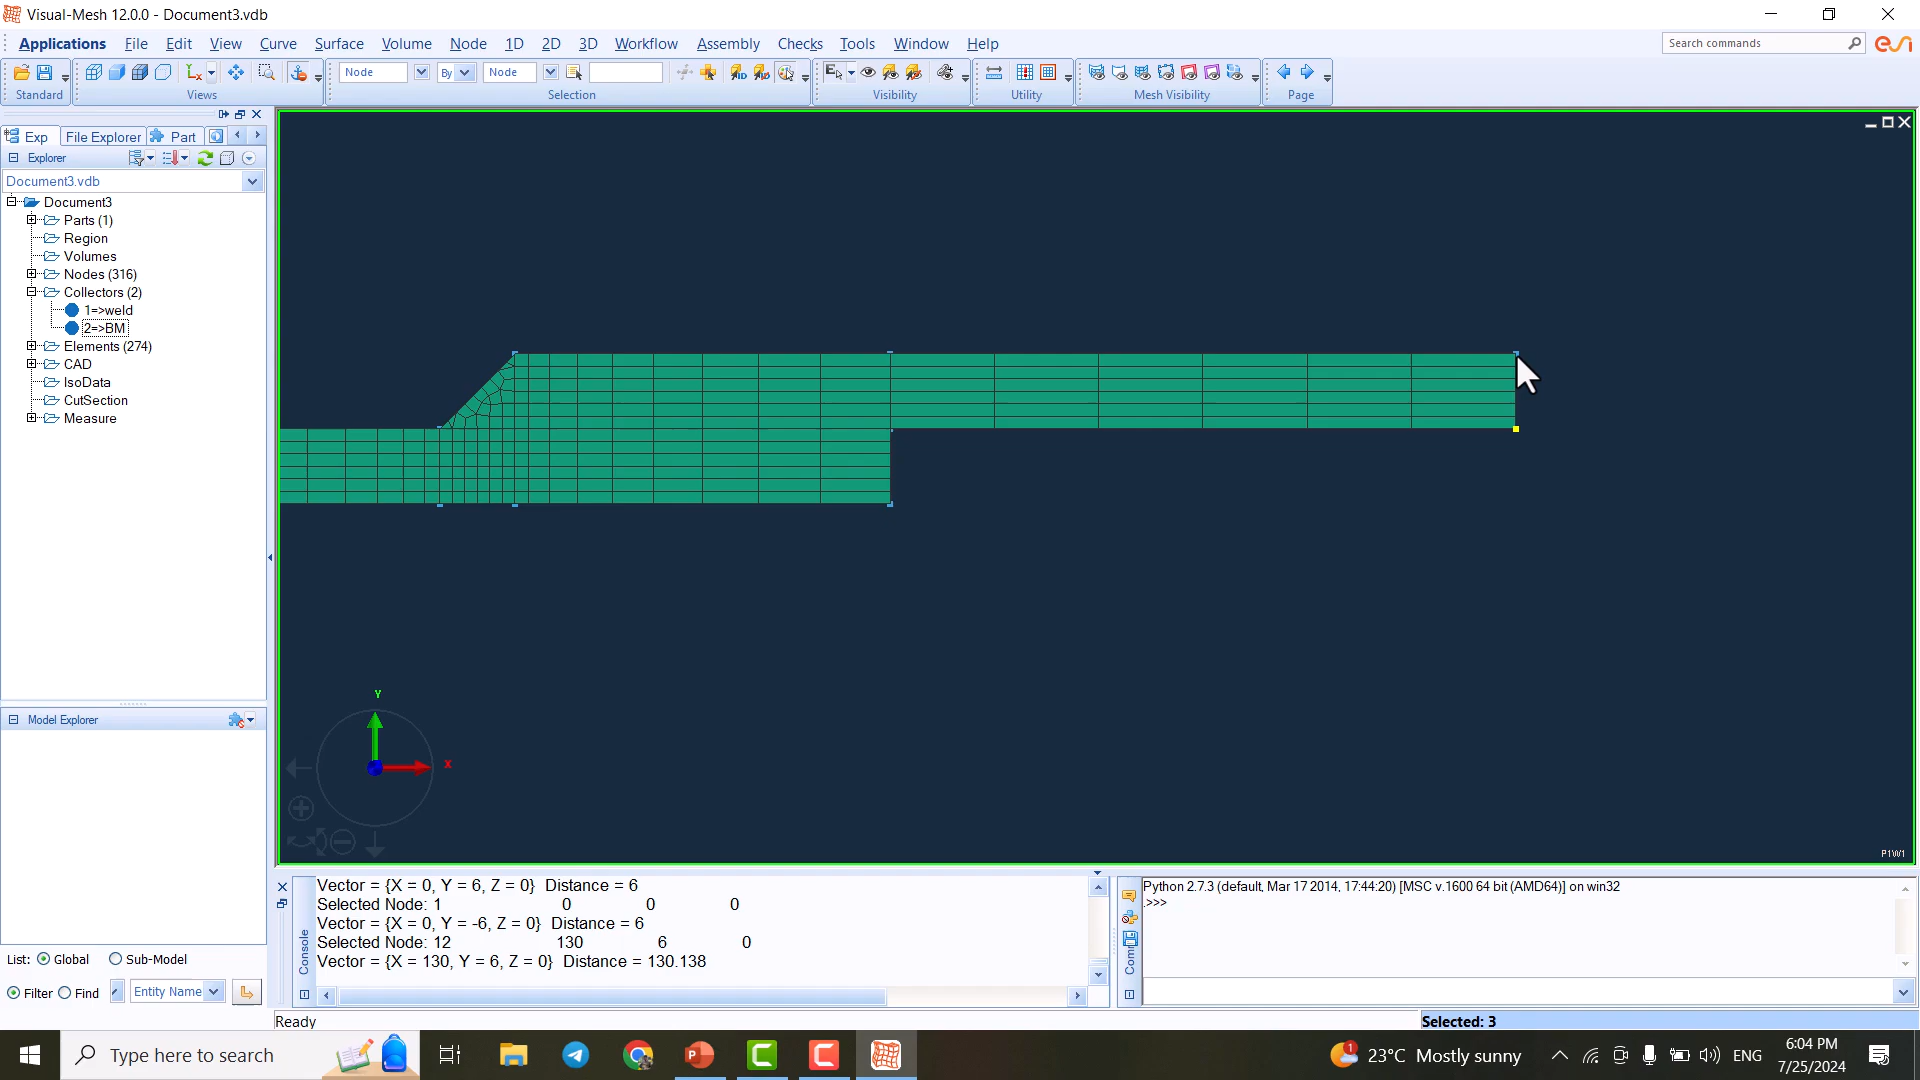 Visual-Mesh 12.0.0 - Document3.vdb
Applications File Edit View Curve Surface Volume Node 1D 2D 3D Workflow Assembly Checks Tools Window Help
Search commands
esi
Node By Node
Standard Views Selection Visibility Utility Mesh Visibility Page
Exp File Explorer Part
Explorer
Document3.vdb
Document3
Parts (1)
Region
Volumes
Nodes (316)
Collectors (2)
1=>weld
2=>BM
Elements (274)
CAD
IsoData
CutSection
Measure
Model Explorer
Y
X
P1W1
List: Global Sub-Model
Filter Find Entity Name
Console
Vector = {X = 0, Y = 6, Z = 0} Distance = 6
Selected Node: 1 0 0 0
Vector = {X = 0, Y = -6, Z = 0} Distance = 6
Selected Node: 12 130 6 0
Vector = {X = 130, Y = 6, Z = 0} Distance = 130.138
Python 2.7.3 (default, Mar 17 2014, 17:44:20) [MSC v.1600 64 bit (AMD64)] on win32
.>>>
Ready
Selected: 3
Type here to search
23°C Mostly sunny
ENG
6:04 PM
7/25/2024